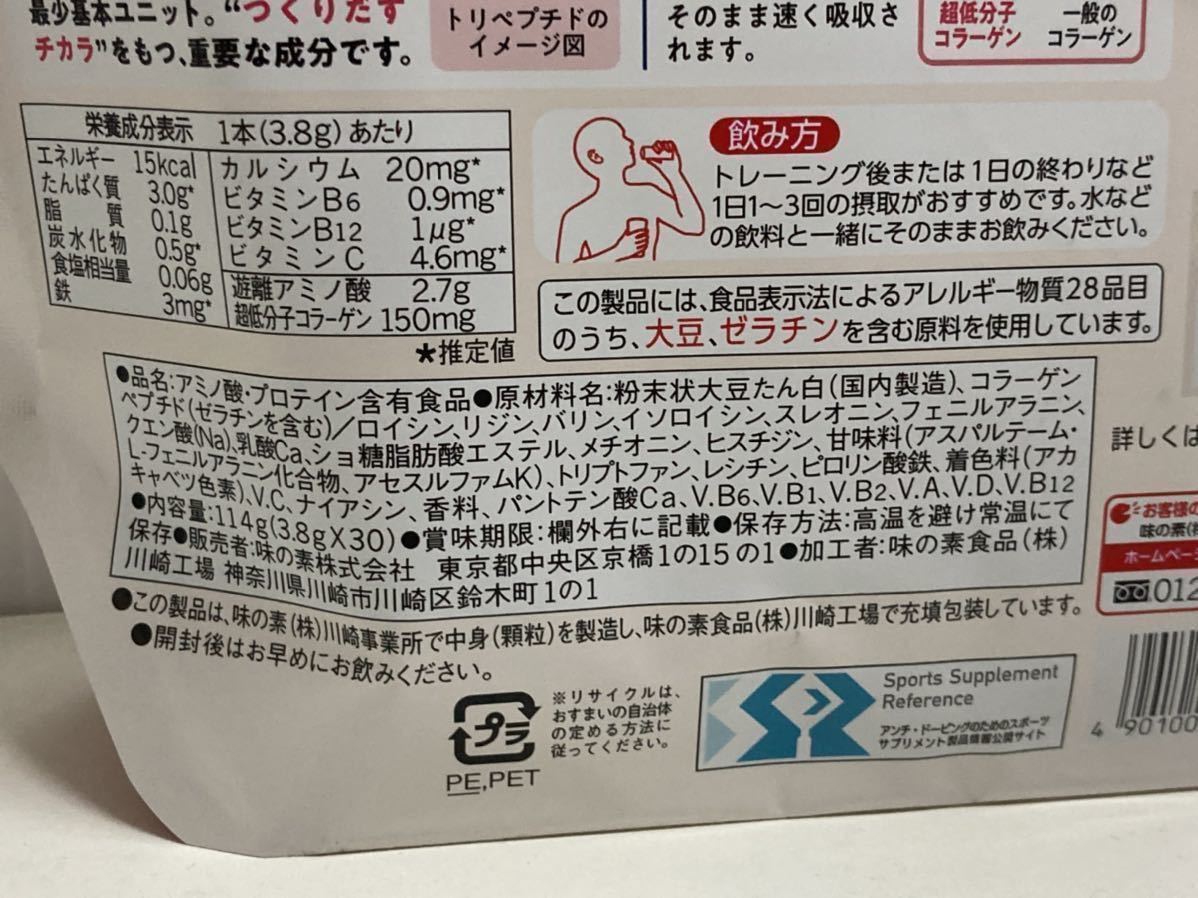 最少基本ユニット。“つくりだす
チカラ”をもつ、重要な成分です。
トリペプチドの
イメージ図
そのまま速く吸収さ
れます。
超低分子
コラーゲン
一般の
コラーゲン
栄養成分表示 1本(3.8g)あたり
エネルギー 15kcal
たんぱく質 3.0g*
脂質 0.1g
炭水化物 0.5g*
食塩相当量 0.06g
鉄 3mg*
カルシウム 20mg*
ビタミンB6 0.9mg*
ビタミンB12 1μg*
ビタミンC 4.6mg*
遊離アミノ酸 2.7g
超低分子コラーゲン 150mg
★推定値
飲み方
トレーニング後または1日の終わりなど
1日1〜3回の摂取がおすすめです。水など
の飲料と一緒にそのままお飲みください。
この製品には、食品表示法によるアレルギー物質28品目
のうち、大豆、ゼラチンを含む原料を使用しています。
●品名:アミノ酸・プロテイン含有食品●原材料名:粉末状大豆たん白(国内製造)、コラーゲン
ペプチド(ゼラチンを含む)/ロイシン、リジン、バリン、イソロイシン、スレオニン、フェニルアラニン、
クエン酸(Na)、乳酸Ca、ショ糖脂肪酸エステル、メチオニン、ヒスチジン、甘味料(アスパルテーム・
L-フェニルアラニン化合物、アセスルファムK)、トリプトファン、レシチン、ピロリン酸鉄、着色料(アカ
キャベツ色素)、V.C、ナイアシン、香料、パントテン酸Ca、V.B6、V.B1、V.B2、V.A、V.D、V.B12
●内容量:114g(3.8g×30)●賞味期限:欄外右に記載●保存方法:高温を避け常温にて
保存●販売者:味の素株式会社 東京都中央区京橋1の15の1●加工者:味の素食品(株)
川崎工場 神奈川県川崎市川崎区鈴木町1の1
●この製品は、味の素(株)川崎事業所で中身(顆粒)を製造し、味の素食品(株)川崎工場で充填包装しています。
●開封後はお早めにお飲みください。
プラ
PE,PET
※リサイクルは、
おすまいの自治体
の定める方法に
従ってください。
Sports Supplement
Reference
アンチ・ドーピングのためのスポーツ
サプリメント製品情報公開サイト
詳しくは
お客様の
味の素(株
ホームペー
012
4 90100